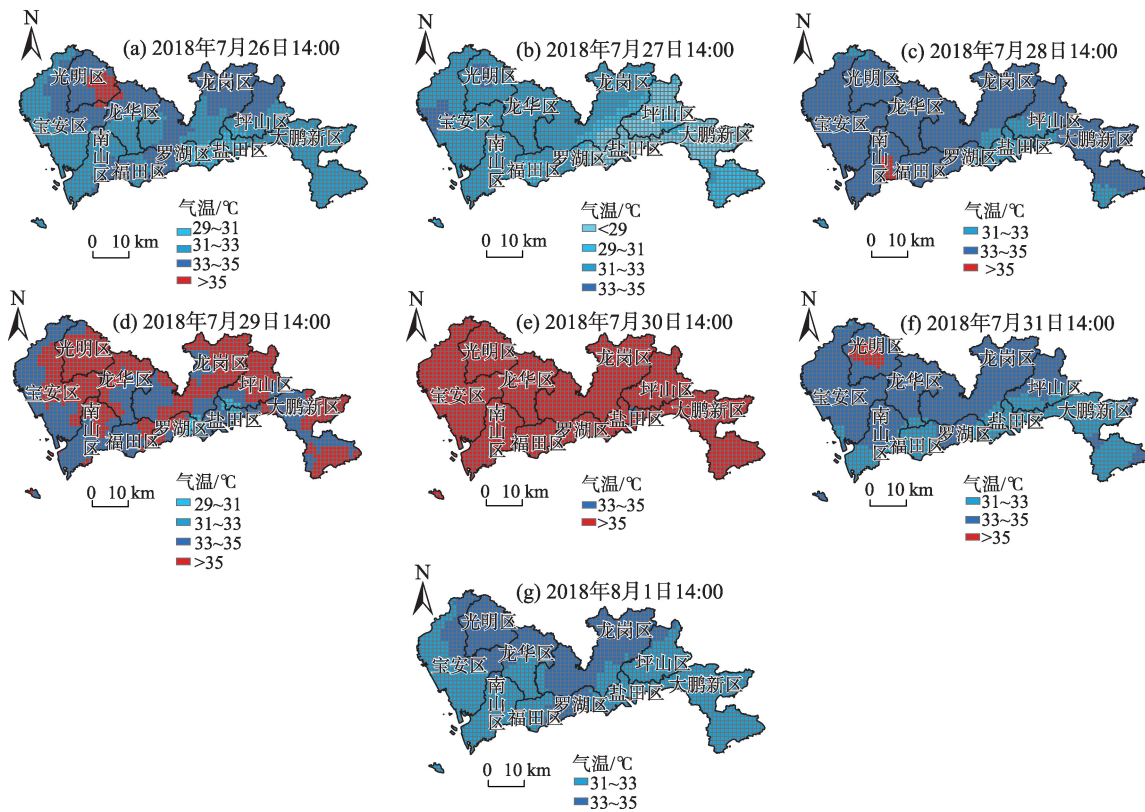 N
(a) 2018年7月26日14:00
光明区
龙岗区
龙华区
宝安区
坪山区
大鹏新区
南山区
罗湖区
盐田区
福田区
气温/℃
29~31
31~33
33~35
>35
0 10 km
N
(b) 2018年7月27日14:00
光明区
龙岗区
龙华区
宝安区
坪山区
大鹏新区
南山区
罗湖区
盐田区
福田区
气温/℃
<29
29~31
31~33
33~35
0 10 km
N
(c) 2018年7月28日14:00
光明区
龙岗区
龙华区
宝安区
坪山区
大鹏新区
南山区
罗湖区
盐田区
福田区
气温/℃
31~33
33~35
>35
0 10 km
N
(d) 2018年7月29日14:00
光明区
龙岗区
龙华区
宝安区
坪山区
大鹏新区
南山区
罗湖区
盐田区
福田区
气温/℃
29~31
31~33
33~35
>35
0 10 km
N
(e) 2018年7月30日14:00
光明区
龙岗区
龙华区
宝安区
坪山区
大鹏新区
南山区
罗湖区
盐田区
福田区
气温/℃
33~35
>35
0 10 km
N
(f) 2018年7月31日14:00
光明区
龙岗区
龙华区
宝安区
坪山区
大鹏新区
南山区
罗湖区
盐田区
福田区
气温/℃
31~33
33~35
>35
0 10 km
N
(g) 2018年8月1日14:00
光明区
龙岗区
龙华区
宝安区
坪山区
大鹏新区
南山区
罗湖区
盐田区
福田区
气温/℃
31~33
33~35
0 10 km